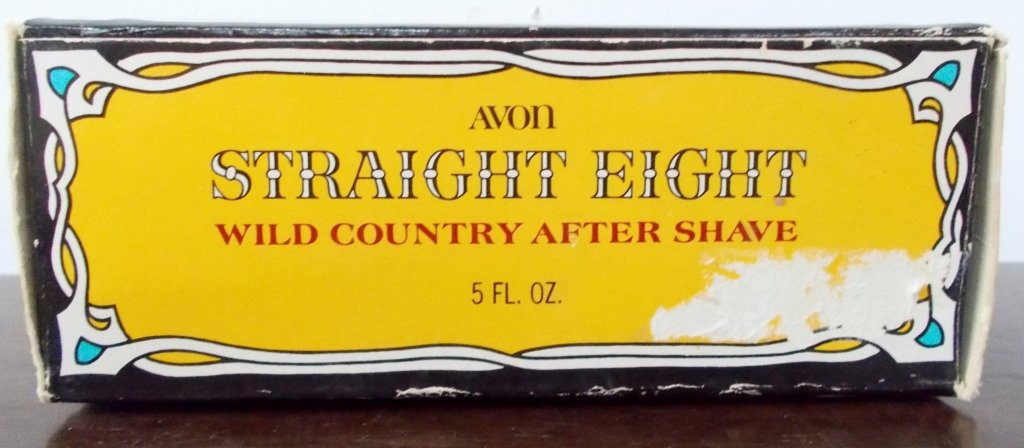 AVON
STRAIGHT EIGHT
WILD COUNTRY AFTER SHAVE
5 FL. OZ.